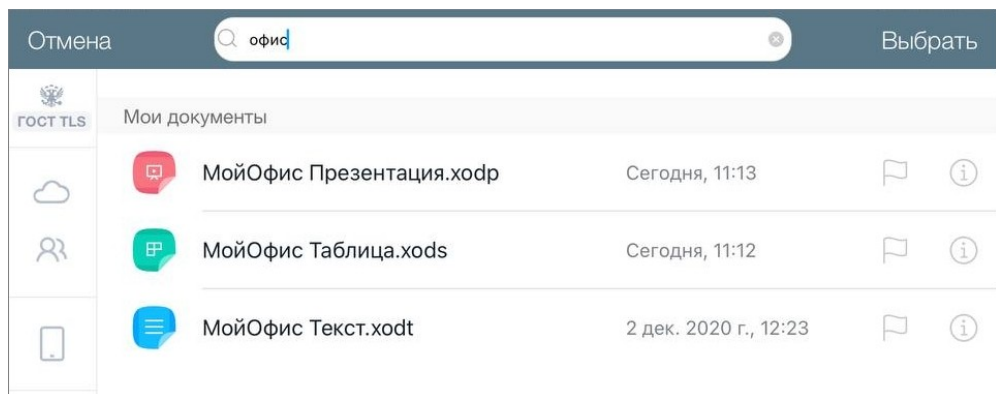 Отмена офис Выбрать
ГОСТ TLS
Мои документы
МойОфис Презентация.xodp Сегодня, 11:13
МойОфис Таблица.xods Сегодня, 11:12
МойОфис Текст.xodt 2 дек. 2020 г., 12:23